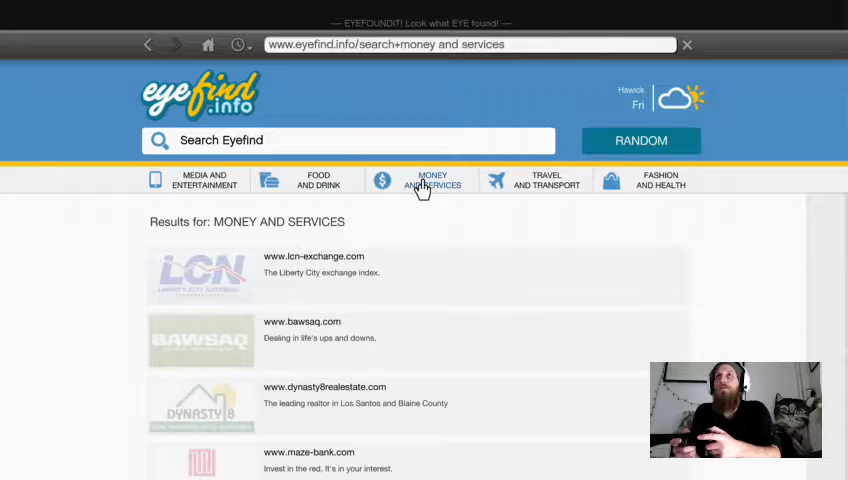 --- EYEFOUNDIT! Look what EYE found! ---
www.eyefind.info/search+money and services
eyefind
.info
Hawick
Fri
Search Eyefind
RANDOM
MEDIA AND
ENTERTAINMENT
FOOD
AND DRINK
MONEY
AND SERVICES
TRAVEL
AND TRANSPORT
FASHION
AND HEALTH
Results for: MONEY AND SERVICES
LCN
www.lcn-exchange.com
The Liberty City exchange index.
BAWSAQ
www.bawsaq.com
Dealing in life's ups and downs.
DYNASTY 8
www.dynasty8realestate.com
The leading realtor in Los Santos and Blaine County
www.maze-bank.com
Invest in the red. It's in your interest.